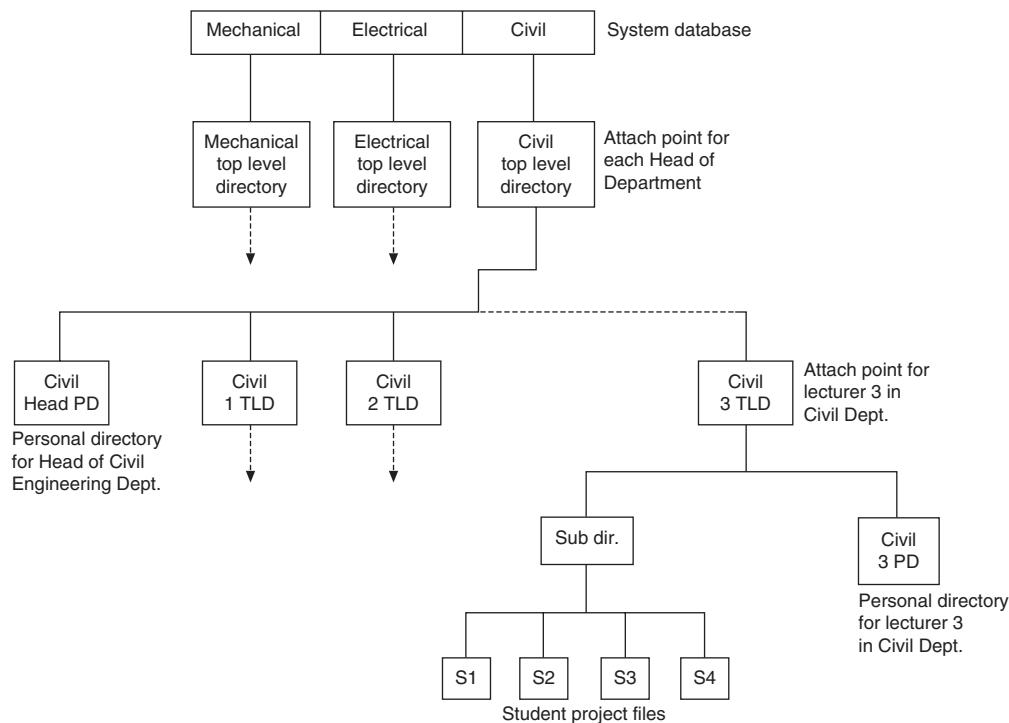 Mechanical
Electrical
Civil
System database
Mechanical
top level
directory
Electrical
top level
directory
Civil
top level
directory
Attach point for
each Head of
Department
Civil
Head PD
Civil
1 TLD
Civil
2 TLD
Civil
3 TLD
Attach point for
lecturer 3 in
Civil Dept.
Personal directory
for Head of Civil
Engineering Dept.
Sub dir.
Civil
3 PD
Personal directory
for lecturer 3
in Civil Dept.
S1
S2
S3
S4
Student project files